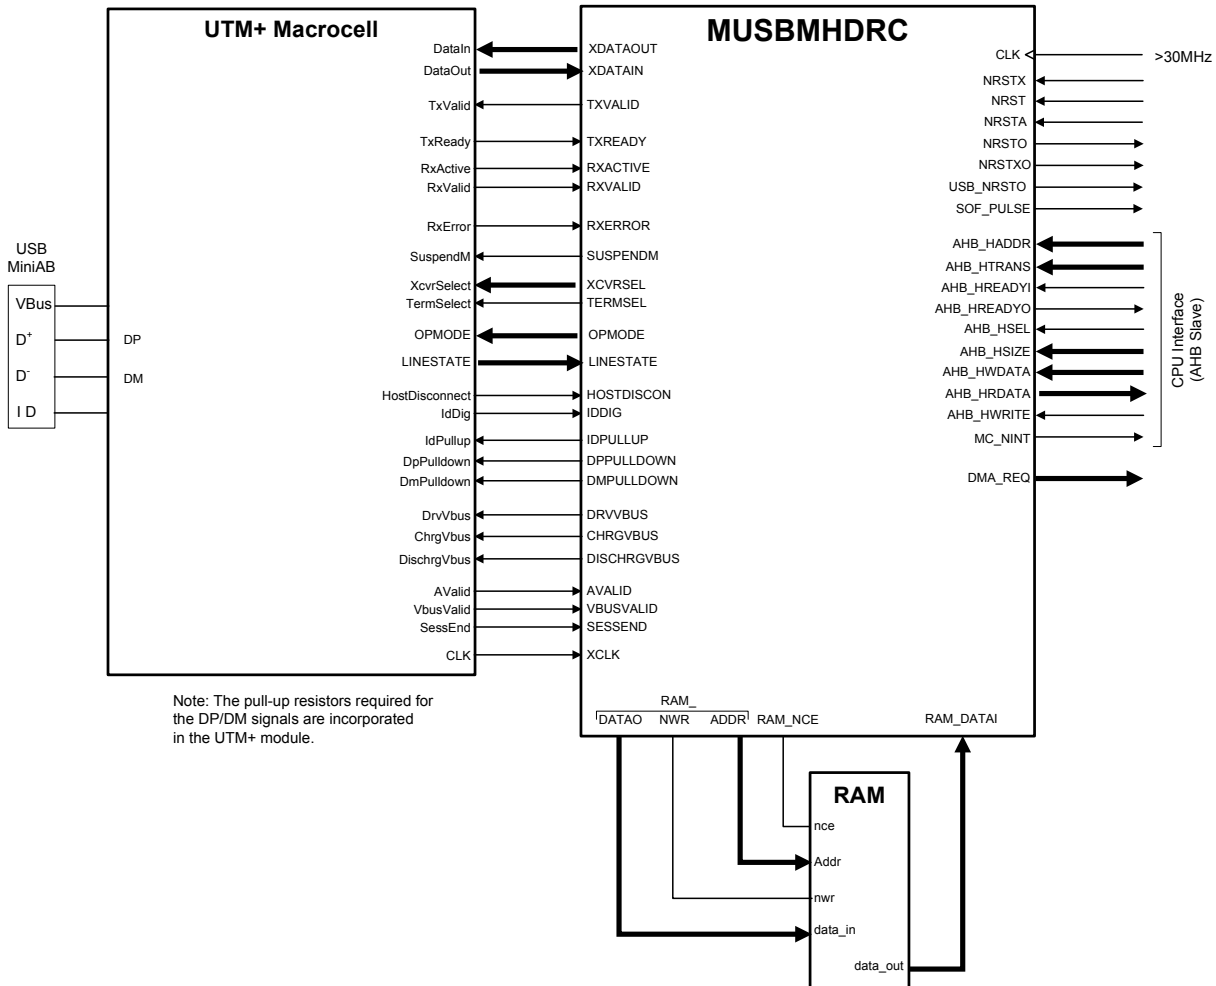 UTM+ Macrocell
DataIn
DataOut
TxValid
TxReady
RxActive
RxValid
RxError
SuspendM
XcvrSelect
TermSelect
OPMODE
LINESTATE
HostDisconnect
IdDig
IdPullup
DpPulldown
DmPulldown
DrvVbus
ChrgVbus
DischrgVbus
AValid
VbusValid
SessEnd
CLK
USB
MiniAB
VBus
D+
D-
I D
DP
DM
Note: The pull-up resistors required for
the DP/DM signals are incorporated
in the UTM+ module.
MUSBMHDRC
XDATAOUT
XDATAIN
TXVALID
TXREADY
RXACTIVE
RXVALID
RXERROR
SUSPENDM
XCVRSEL
TERMSEL
OPMODE
LINESTATE
HOSTDISCON
IDDIG
IDPULLUP
DPPULLDOWN
DMPULLDOWN
DRVVBUS
CHRGVBUS
DISCHRGVBUS
AVALID
VBUSVALID
SESSEND
XCLK
CLK
>30MHz
NRSTX
NRST
NRSTA
NRSTO
NRSTXO
USB_NRSTO
SOF_PULSE
AHB_HADDR
AHB_HTRANS
AHB_HREADYI
AHB_HREADYO
AHB_HSEL
AHB_HSIZE
AHB_HWDATA
AHB_HRDATA
AHB_HWRITE
MC_NINT
DMA_REQ
CPU Interface
(AHB Slave)
RAM_
DATAO NWR ADDR RAM_NCE RAM_DATAI
RAM
nce
Addr
nwr
data_in
data_out